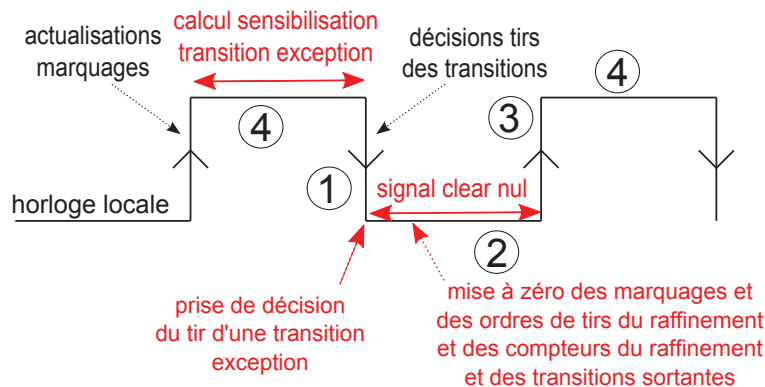 calcul sensibilisation
transition exception
actualisations
marquages
décisions tirs
des transitions
4
4
3
1
signal clear nul
horloge locale
2
prise de décision
du tir d'une transition
exception
mise à zéro des marquages et
des ordres de tirs du raffinement
et des compteurs du raffinement
et des transitions sortantes